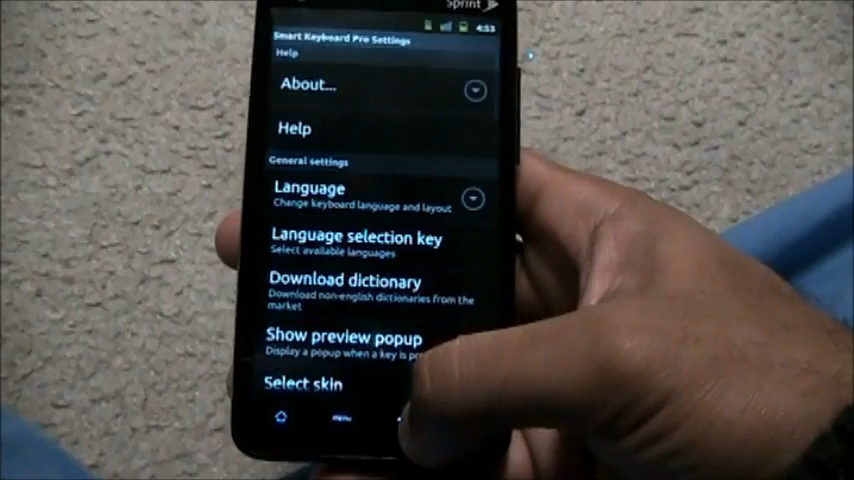 Sprint
4:53
Smart Keyboard Pro Settings
Help
About...
Help
General settings
Language
Change keyboard language and layout
Language selection key
Select available languages
Download dictionary
Download non-english dictionaries from the
market
Show preview popup
Display a popup when a key is
Select skin
menu